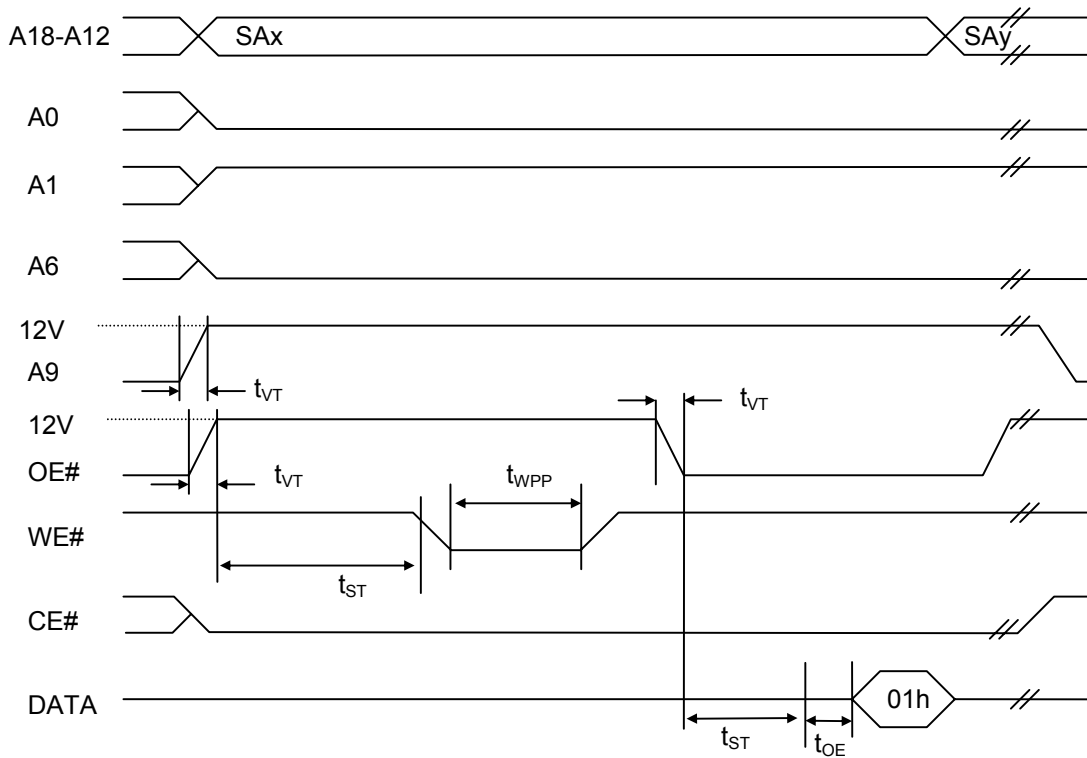 A18-A12
SAx
SAy
A0
A1
A6
12V
A9
tVT
tVT
12V
OE#
tVT
tWPP
WE#
tST
CE#
DATA
01h
tST
tOE